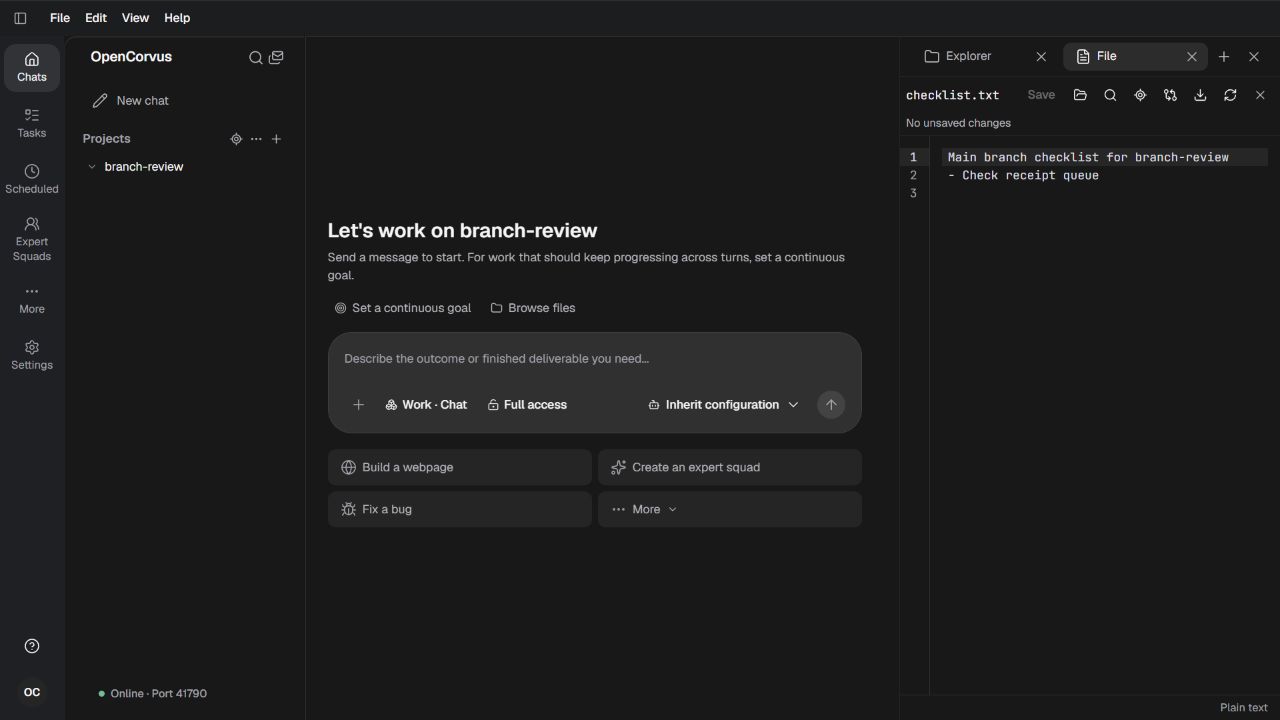 File Edit View Help
Chats
Tasks
Scheduled
Expert
Squads
More
Settings
OC
OpenCorvus
New chat
Projects
branch-review
Online · Port 41790
Let's work on branch-review
Send a message to start. For work that should keep progressing across turns, set a continuous
goal.
Set a continuous goal Browse files
Describe the outcome or finished deliverable you need...
Work · Chat Full access Inherit configuration
Build a webpage Create an expert squad
Fix a bug More
Explorer File
checklist.txt Save
No unsaved changes
1 Main branch checklist for branch-review
2 - Check receipt queue
3
Plain text